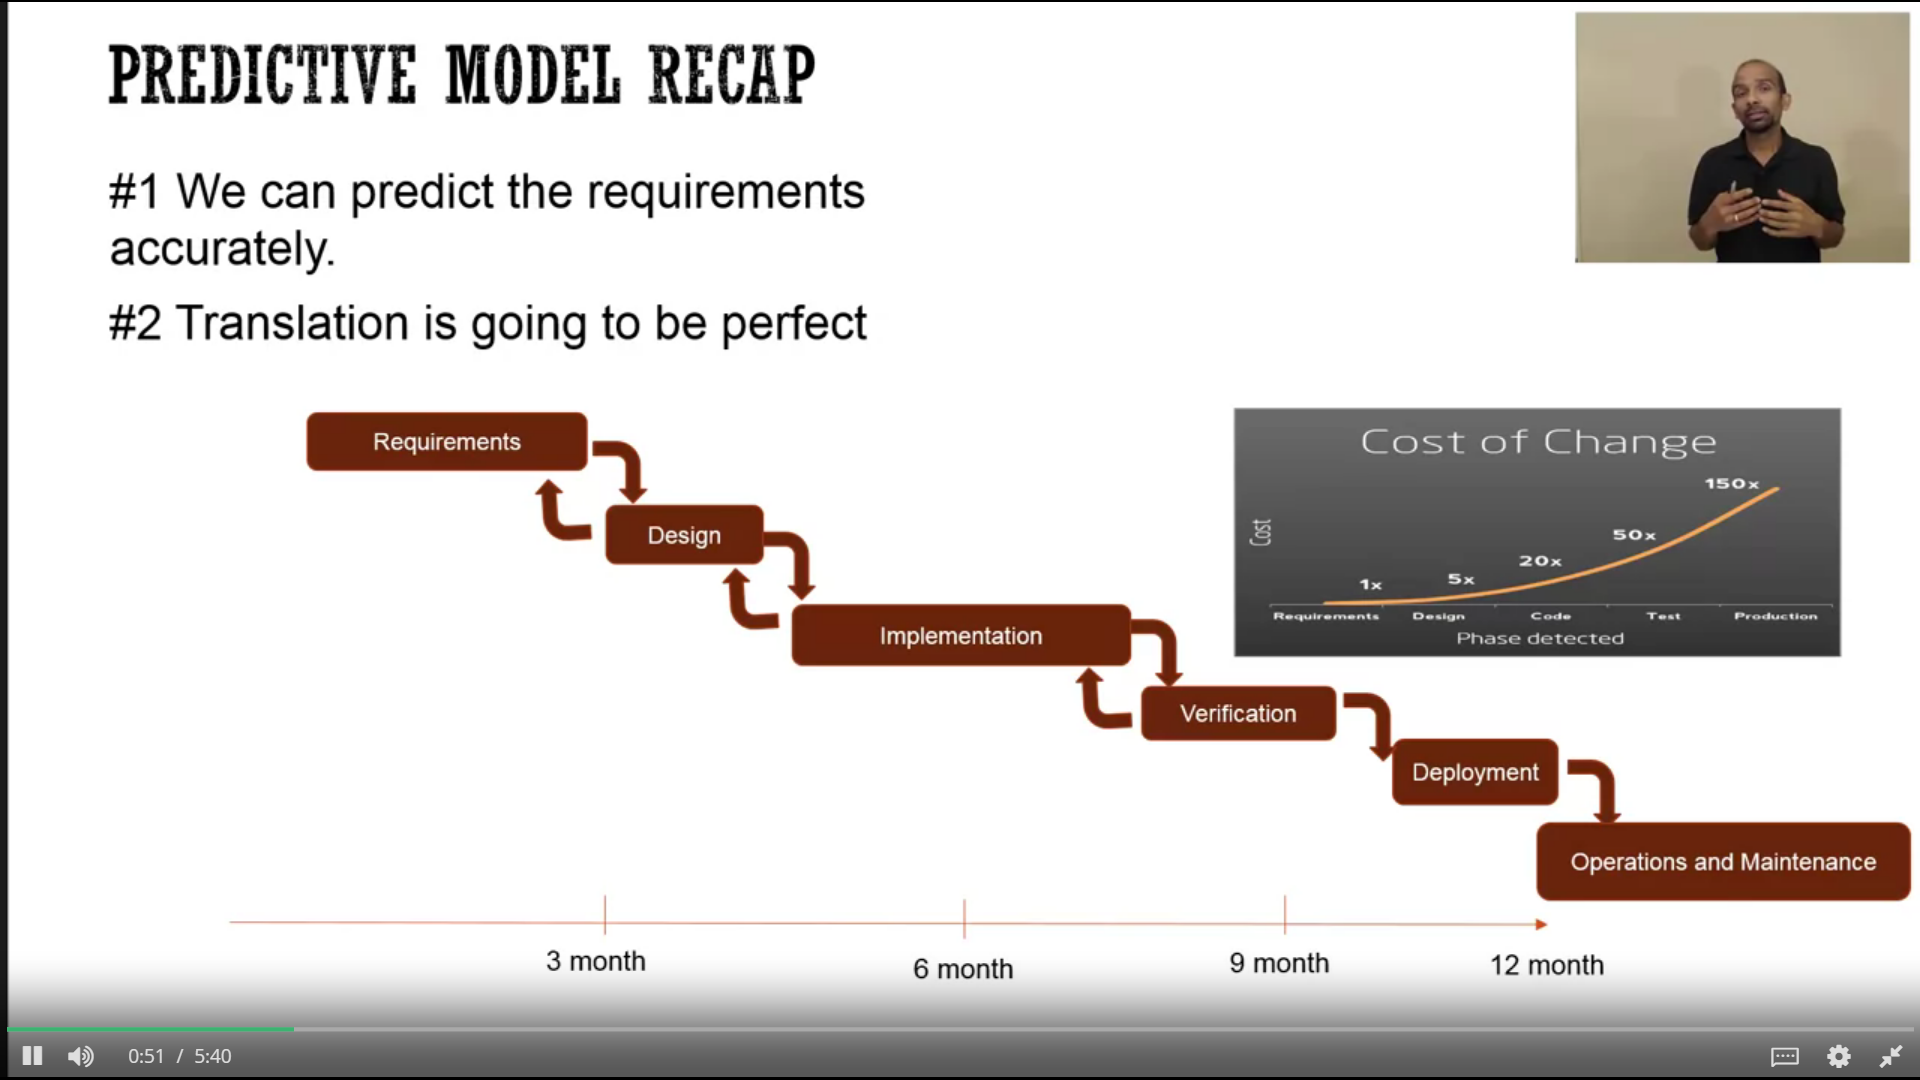 PREDICTIVE MODEL RECAP
#1 We can predict the requirements
accurately.
#2 Translation is going to be perfect
Requirements
Design
Implementation
Verification
Deployment
Operations and Maintenance
Cost of Change
Cost
1x
5x
20x
50x
150x
Requirements
Design
Code
Test
Production
Phase detected
3 month
6 month
9 month
12 month
0:51 / 5:40